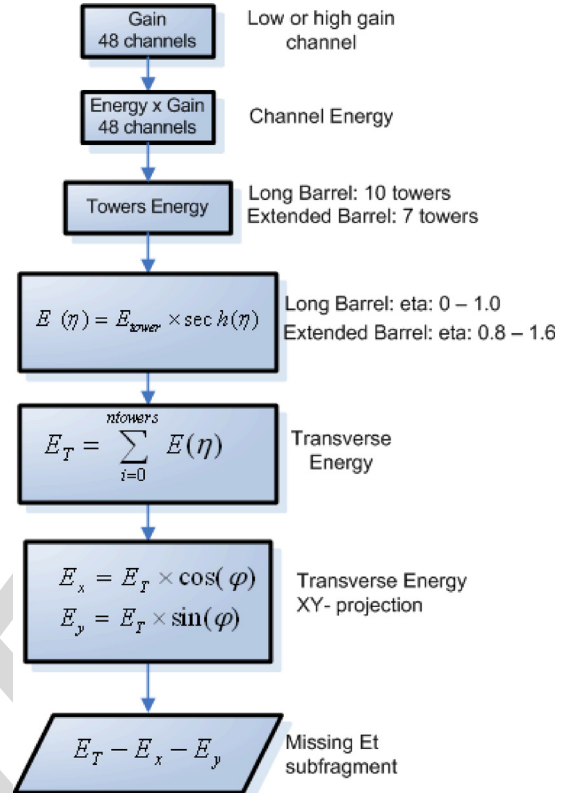 Gain
48 channels
Low or high gain
channel
Energy x Gain
48 channels
Channel Energy
Towers Energy
Long Barrel: 10 towers
Extended Barrel: 7 towers
E (η) = E_tower × sec h(η)
Long Barrel: eta: 0 – 1.0
Extended Barrel: eta: 0.8 – 1.6
E_T = ∑_{i=0}^{ntowers} E(η)
Transverse
Energy
E_x = E_T × cos( φ)
E_y = E_T × sin(φ)
Transverse Energy
XY- projection
E_T − E_x − E_y
Missing Et
subfragment